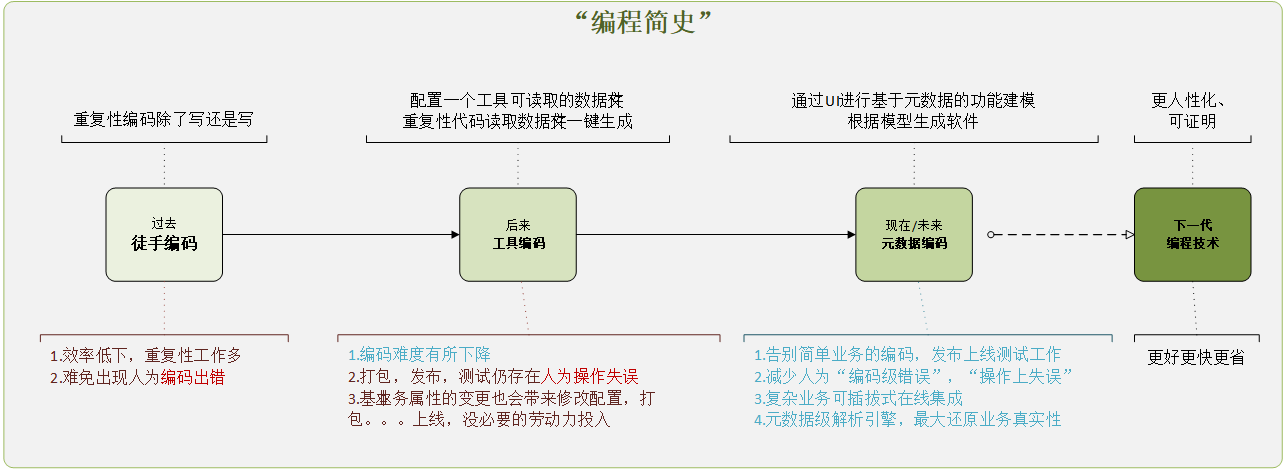 “编程简史”
重复性编码除了写还是写
配置一个工具可读取的数据文件
重复性代码读取数据文件一键生成
通过UI进行基于元数据的功能建模
根据模型生成软件
更人性化、
可证明
过去
徒手编码
后来
工具编码
现在/未来
元数据编码
下一代
编程技术
1.效率低下，重复性工作多
2.难免出现人为编码出错
1.编码难度有所下降
2.打包，发布，测试仍存在人为操作失误
3.基业务属性的变更也会带来修改配置，打
包。。。上线，没必要的劳动力投入
1.告别简单业务的编码，发布上线测试工作
2.减少人为“编码级错误”，“操作上失误”
3.复杂业务可插拔式在线集成
4.元数据级解析引擎，最大还原业务真实性
更好更快更省